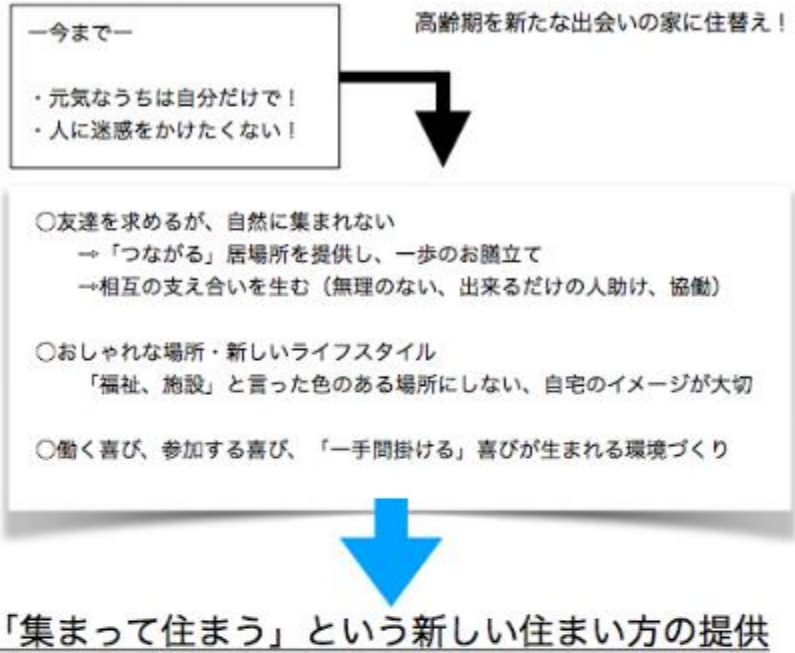 高齢期を新たな出会いの家に住替え!
ー今までー
・元気なうちは自分だけで!
・人に迷惑をかけたくない!
○友達を求めるが、自然に集まれない
→「つながる」居場所を提供し、一歩のお膳立て
→相互の支え合いを生む(無理のない、出来るだけの人助け、協働)
○おしゃれな場所・新しいライフスタイル
「福祉、施設」と言った色のある場所にしない、自宅のイメージが大切
○働く喜び、参加する喜び、「一手間掛ける」喜びが生まれる環境づくり
「集まって住まう」という新しい住まい方の提供